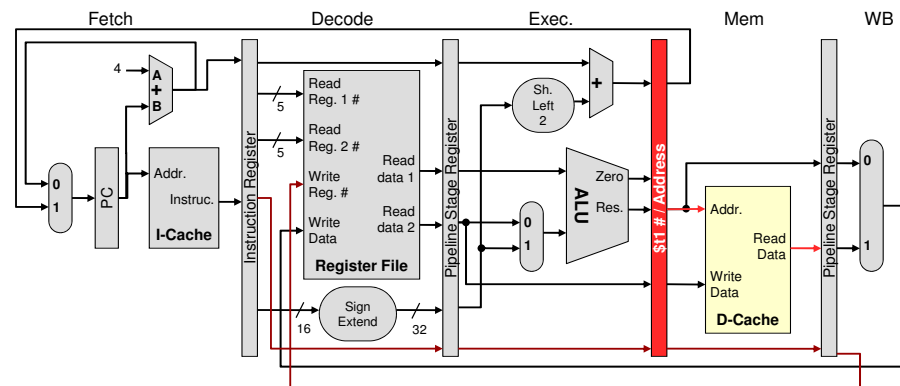 Fetch
Decode
Exec.
Mem
WB
4
A
+
B
0
1
PC
Addr.
Instruc.
I-Cache
Instruction Register
5
5
16
32
Read
Reg. 1 #
Read
Reg. 2 #
Write
Reg. #
Write
Data
Read
data 1
Read
data 2
Register File
Sign
Extend
Pipeline Stage Register
Sh.
Left
2
+
0
1
ALU
Zero
Res.
$t1 # / Address
Addr.
Read
Data
Write
Data
D-Cache
Pipeline Stage Register
0
1